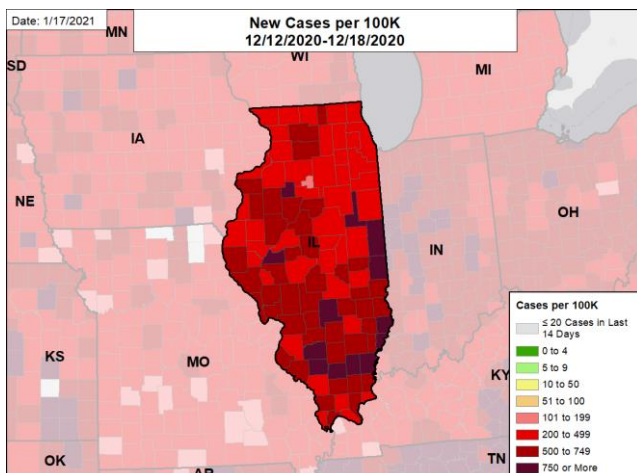 Date: 1/17/2021
New Cases per 100K
12/12/2020-12/18/2020
MN
SD
WI
MI
IA
NE
IL
IN
OH
KS
MO
KY
OK
AR
TN
Cases per 100K
≤ 20 Cases in Last
14 Days
0 to 4
5 to 9
10 to 50
51 to 100
101 to 199
200 to 499
500 to 749
750 or More